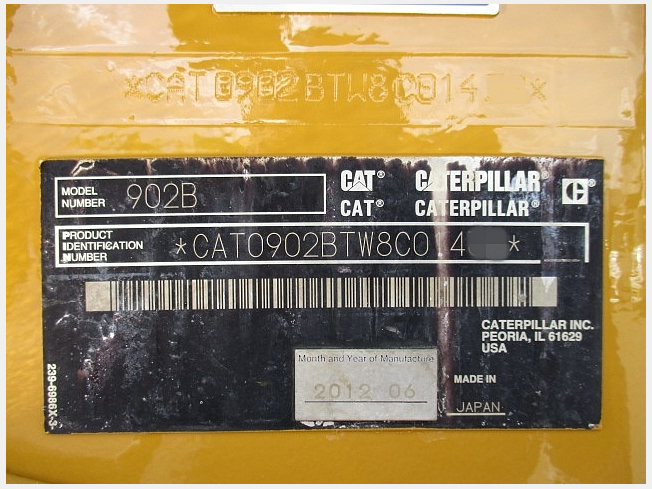 *CAT0902BTW8C014 *
MODEL NUMBER 902B
CAT® CATERPILLAR® C®
CAT® CATERPILLAR®
PRODUCT IDENTIFICATION NUMBER *CAT0902BTW8C0 4 *
CATERPILLAR INC.
PEORIA, IL 61629
USA
Month and Year of Manufacture
2012 06
MADE IN
JAPAN
239-6986X-3